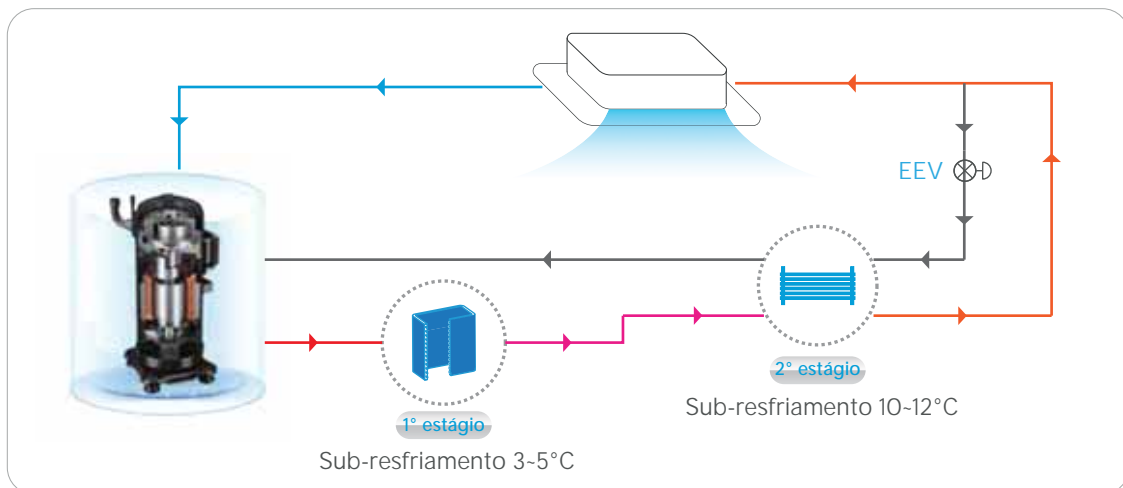 EEV
2° estágio
Sub-resfriamento 10~12°C
1° estágio
Sub-resfriamento 3~5°C